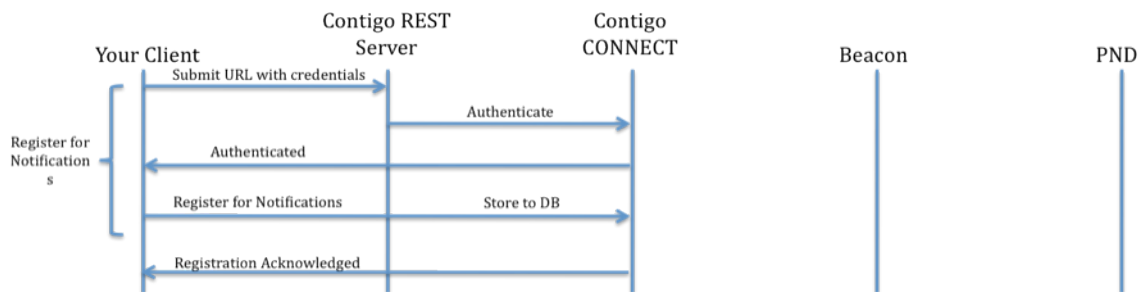 Contigo REST
Server
Contigo
CONNECT
Your Client
Beacon
PND
Submit URL with credentials
Authenticate
Register for
Notification
s
Authenticated
Register for Notifications
Store to DB
Registration Acknowledged